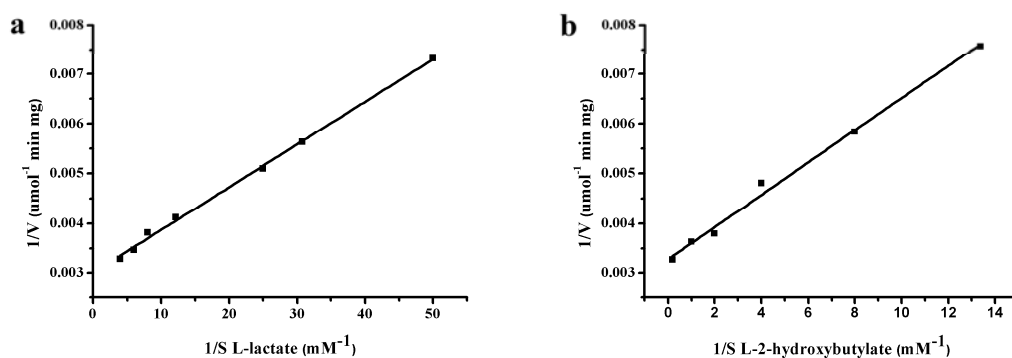 a
0.008
0.007
0.006
0.005
0.004
0.003
1/V (umol⁻¹ min mg)
0 10 20 30 40 50
1/S L-lactate (mM⁻¹)
b
0.008
0.007
0.006
0.005
0.004
0.003
1/V (umol⁻¹ min mg)
0 2 4 6 8 10 12 14
1/S L-2-hydroxybutylate (mM⁻¹)